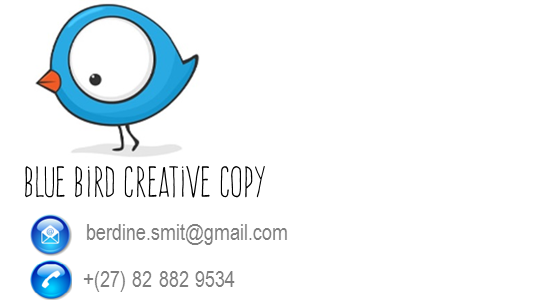 BLUE BiRD CREATiVE COPY
berdine.smit@gmail.com
+(27) 82 882 9534